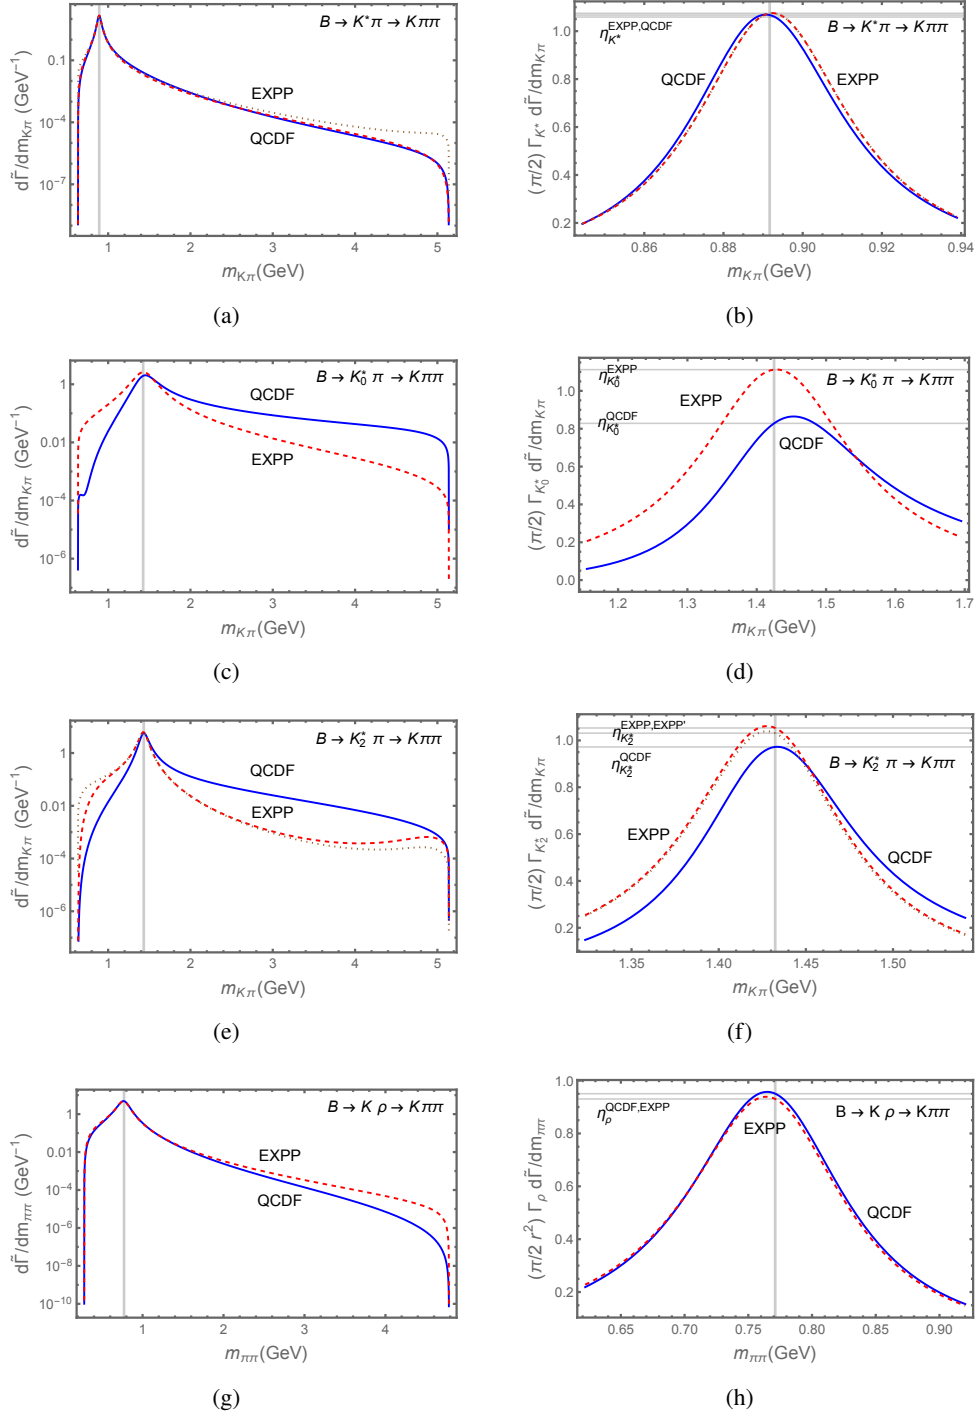 B → K*π → Kππ
EXPP
QCDF
0.1
10⁻⁴
10⁻⁷
1 2 3 4 5
dΓ̃/dm_Kπ (GeV⁻¹)
m_Kπ(GeV)
(a)
η_K*^EXPP,QCDF
B → K*π → Kππ
QCDF
EXPP
1.0
0.8
0.6
0.4
0.2
0.86 0.88 0.90 0.92 0.94
(π/2) Γ_K* dΓ̃/dm_Kπ
m_Kπ(GeV)
(b)
B → K₀* π → Kππ
QCDF
EXPP
1
0.01
10⁻⁴
10⁻⁶
1 2 3 4 5
dΓ̃/dm_Kπ (GeV⁻¹)
m_Kπ(GeV)
(c)
η_K₀*^EXPP
B → K₀* π → Kππ
EXPP
η_K₀*^QCDF
QCDF
1.0
0.8
0.6
0.4
0.2
0.0
1.2 1.3 1.4 1.5 1.6 1.7
(π/2) Γ_K₀* dΓ̃/dm_Kπ
m_Kπ(GeV)
(d)
B → K₂* π → Kππ
QCDF
EXPP
1
0.01
10⁻⁴
10⁻⁶
1 2 3 4 5
dΓ̃/dm_Kπ (GeV⁻¹)
m_Kπ(GeV)
(e)
η_K₂*^EXPP,EXPP'
η_K₂*^QCDF
B → K₂* π → Kππ
EXPP
QCDF
1.0
0.8
0.6
0.4
0.2
1.35 1.40 1.45 1.50
(π/2) Γ_K₂* dΓ̃/dm_Kπ
m_Kπ(GeV)
(f)
B → K ρ → Kππ
EXPP
QCDF
1
0.01
10⁻⁴
10⁻⁶
10⁻⁸
10⁻¹⁰
1 2 3 4
dΓ̃/dm_ππ (GeV⁻¹)
m_ππ(GeV)
(g)
η_ρ^QCDF,EXPP
B → K ρ → Kππ
EXPP
QCDF
1.0
0.8
0.6
0.4
0.2
0.65 0.70 0.75 0.80 0.85 0.90
(π/2 r²) Γ_ρ dΓ̃/dm_ππ
m_ππ(GeV)
(h)